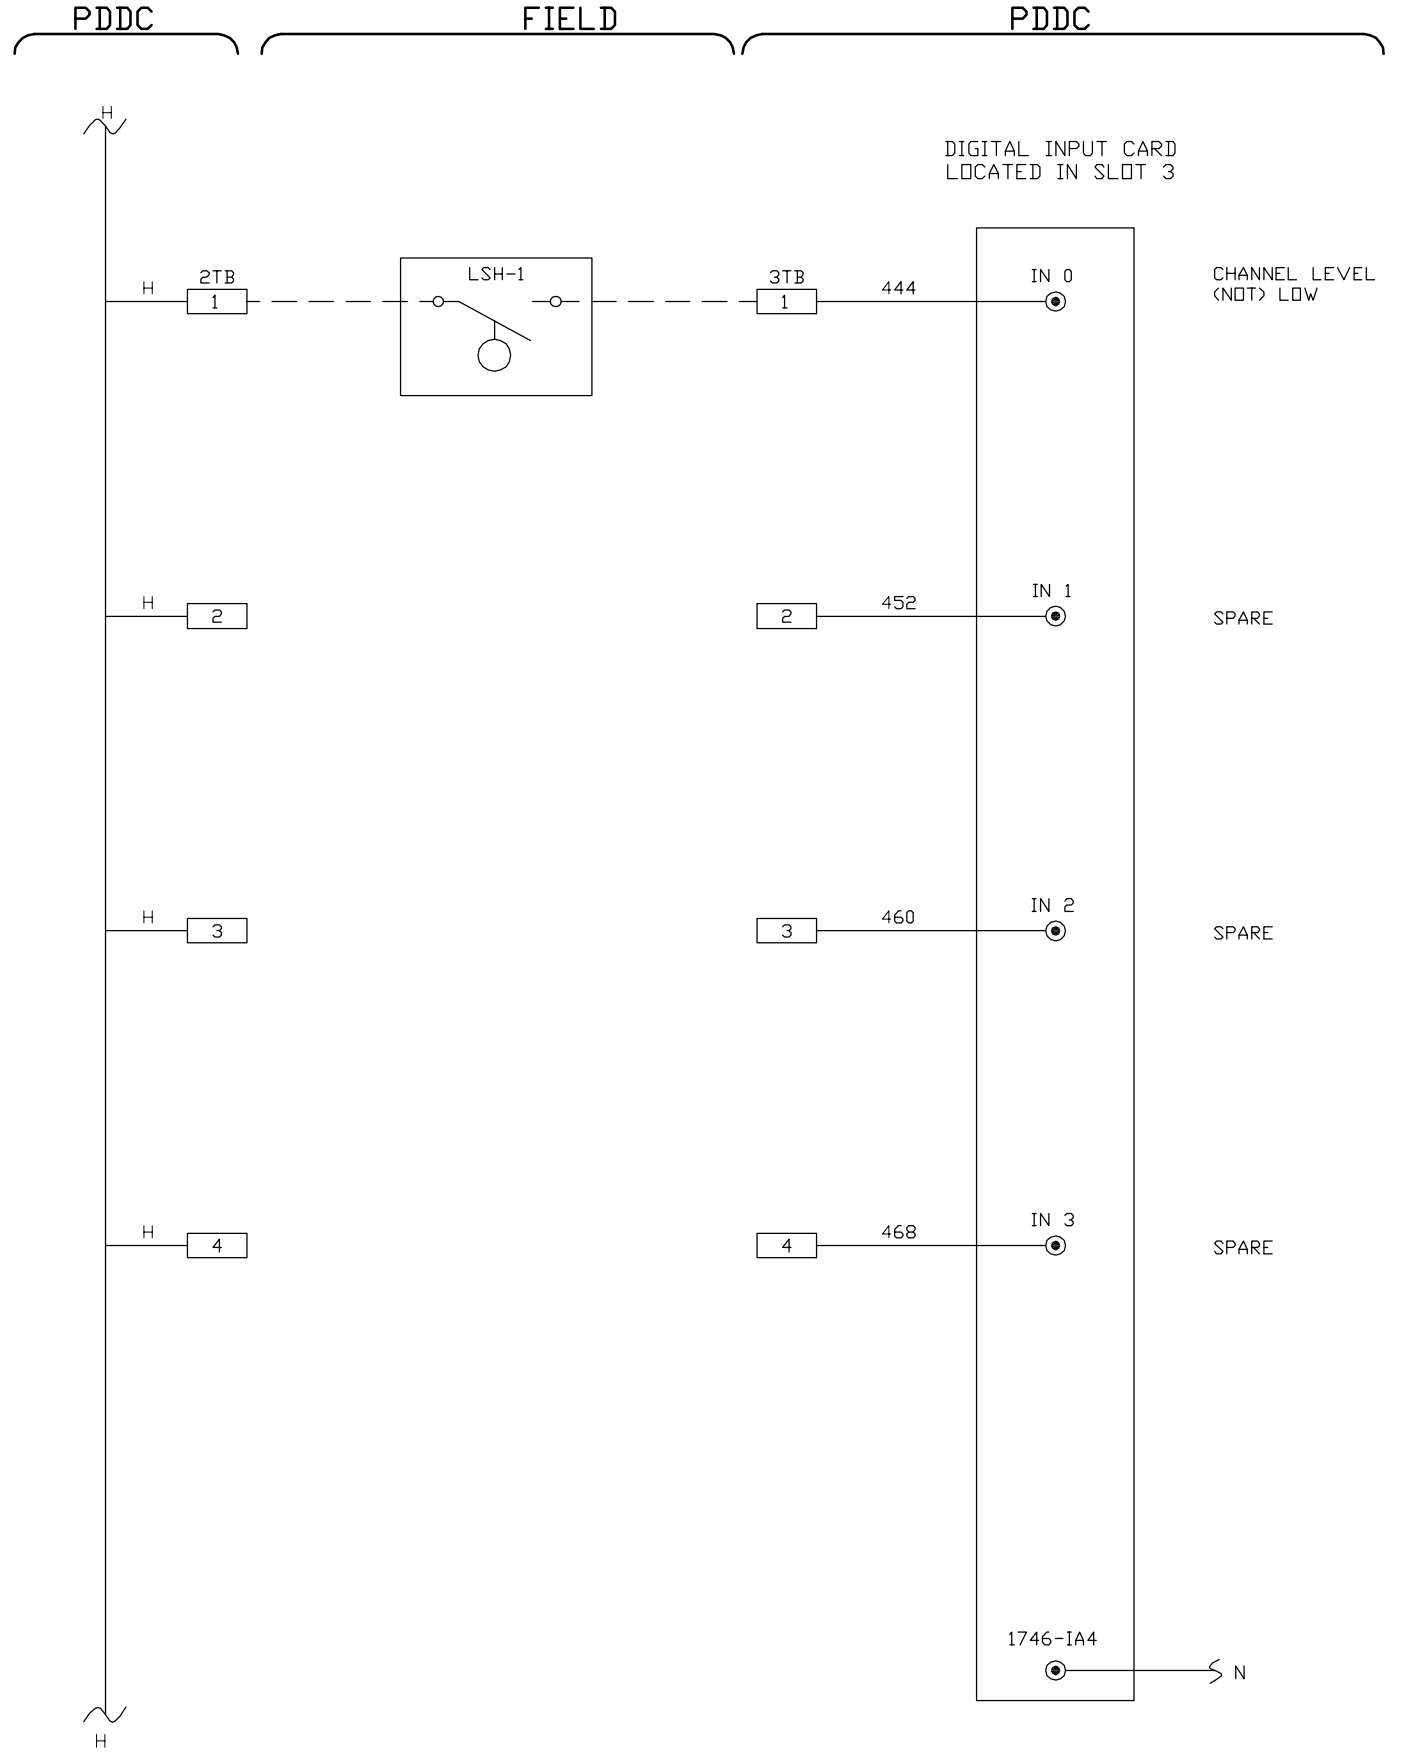 PDDC
FIELD
PDDC
H
DIGITAL INPUT CARD
LOCATED IN SLOT 3
H
2TB
1
LSH-1
3TB
1
444
IN 0
CHANNEL LEVEL
(NOT) LOW
H
2
2
452
IN 1
SPARE
H
3
3
460
IN 2
SPARE
H
4
4
468
IN 3
SPARE
1746-IA4
N
H